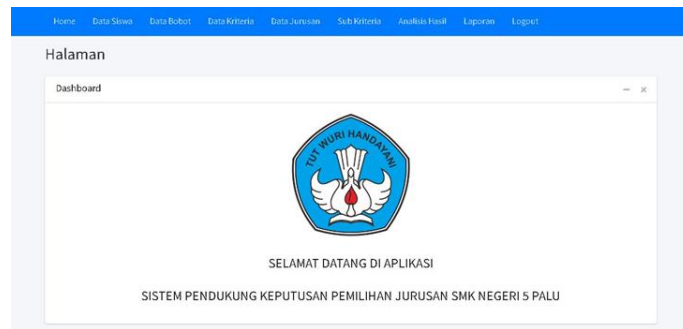 Home Data Siswa Data Bobot Data Kriteria Data Jurusan Sub Kriteria Analisis Hasil Laporan Logout
Halaman
Dashboard
TUT WURI HANDAYANI
SELAMAT DATANG DI APLIKASI
SISTEM PENDUKUNG KEPUTUSAN PEMILIHAN JURUSAN SMK NEGERI 5 PALU